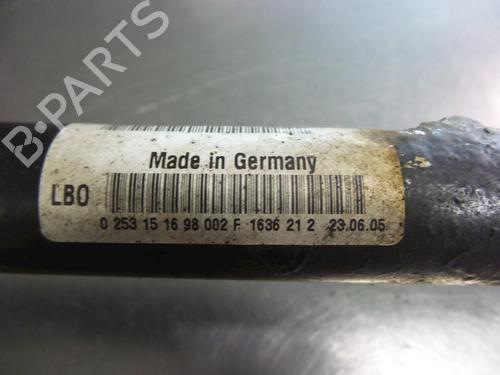 B-PARTS
Made in Germany
LBO
0 253 15 16 98 002 F 1636 21 2 23.06.05